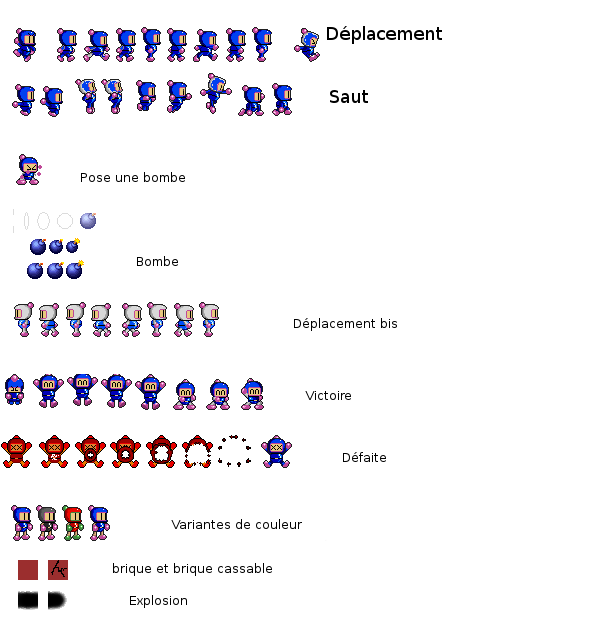 Déplacement
Saut
Pose une bombe
Bombe
Déplacement bis
Victoire
Défaite
Variantes de couleur
brique et brique cassable
Explosion